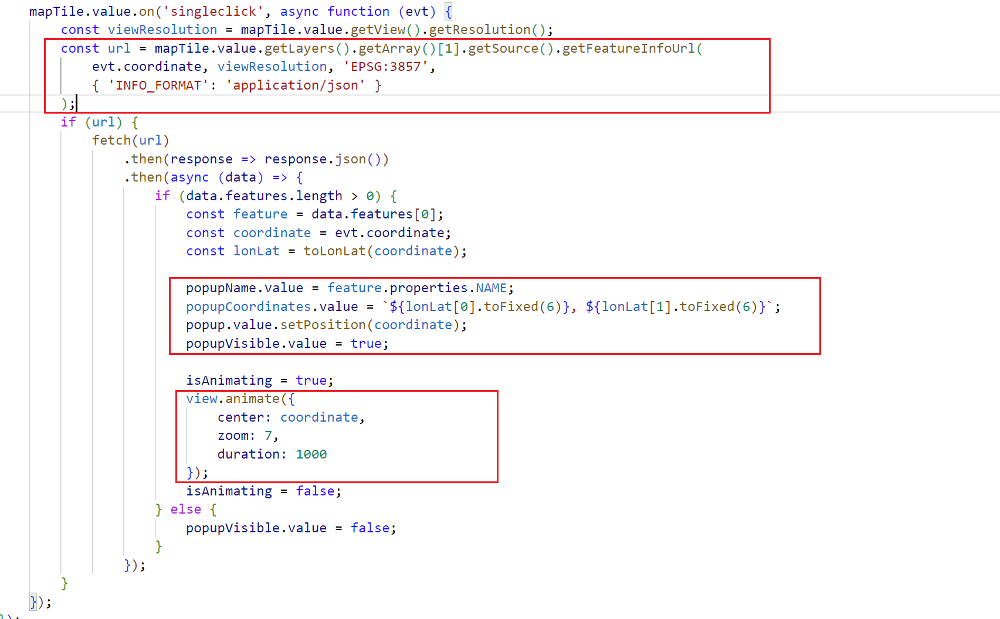 mapTile.value.on('singleclick', async function (evt) {
    const viewResolution = mapTile.value.getView().getResolution();
    const url = mapTile.value.getLayers().getArray()[1].getSource().getFeatureInfoUrl(
        evt.coordinate, viewResolution, 'EPSG:3857',
        { 'INFO_FORMAT': 'application/json' }
    );
    if (url) {
        fetch(url)
            .then(response => response.json())
            .then(async (data) => {
                if (data.features.length > 0) {
                    const feature = data.features[0];
                    const coordinate = evt.coordinate;
                    const lonLat = toLonLat(coordinate);
                    popupName.value = feature.properties.NAME;
                    popupCoordinates.value = `${lonLat[0].toFixed(6)}, ${lonLat[1].toFixed(6)}`;
                    popup.value.setPosition(coordinate);
                    popupVisible.value = true;
                    isAnimating = true;
                    view.animate({
                        center: coordinate,
                        zoom: 7,
                        duration: 1000
                    });
                    isAnimating = false;
                } else {
                    popupVisible.value = false;
                }
            });
    }
});